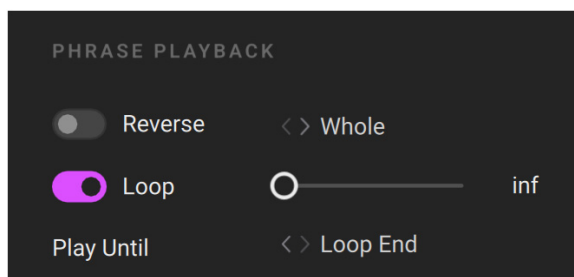 PHRASE PLAYBACK
Reverse < > Whole
Loop inf
Play Until < > Loop End